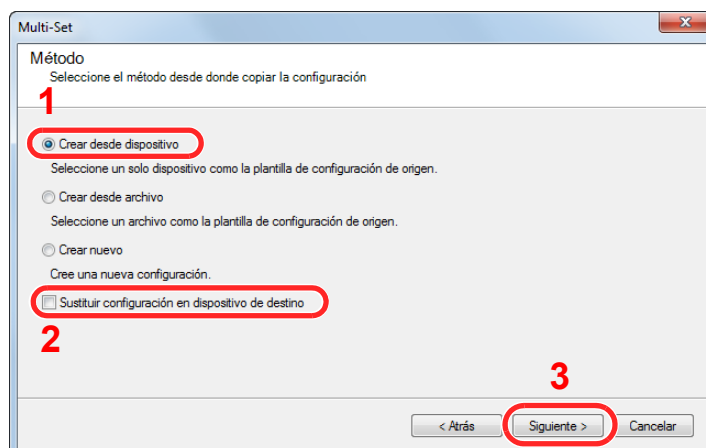 Multi-Set
Método
Seleccione el método desde donde copiar la configuración
1
Crear desde dispositivo
Seleccione un solo dispositivo como la plantilla de configuración de origen.
Crear desde archivo
Seleccione un archivo como la plantilla de configuración de origen.
Crear nuevo
Cree una nueva configuración.
Sustituir configuración en dispositivo de destino
2
3
< Atrás
Siguiente >
Cancelar